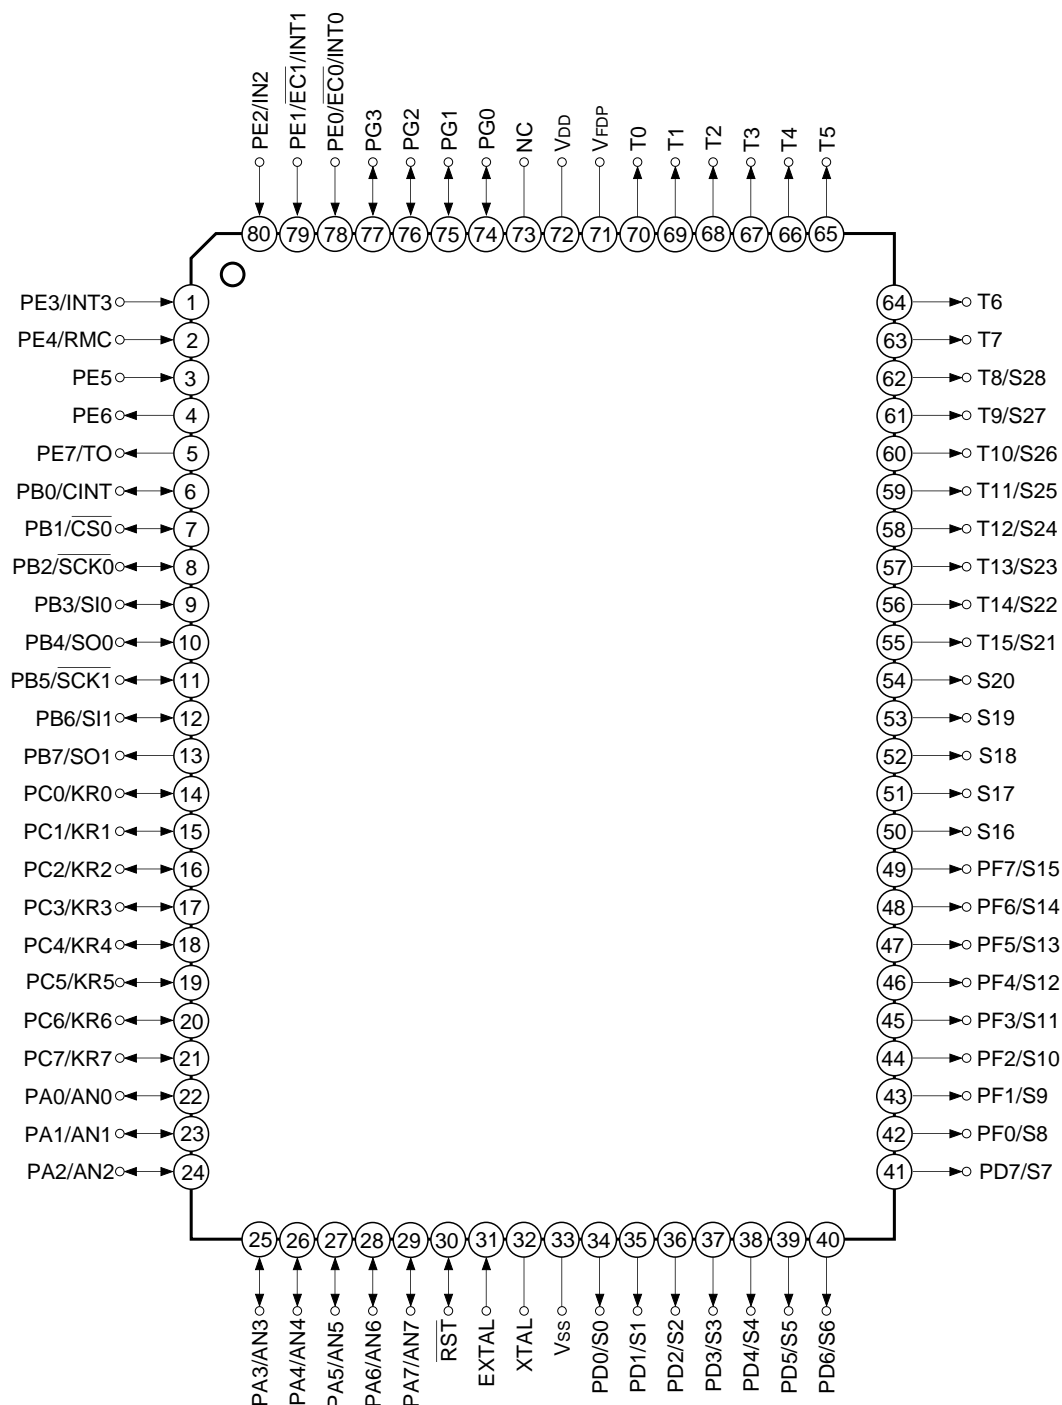 PE2/IN2
PE1/EC1/INT1
PE0/EC0/INT0
PG3
PG2
PG1
PG0
NC
VDD
VFDP
T0
T1
T2
T3
T4
T5
80
79
78
77
76
75
74
73
72
71
70
69
68
67
66
65
PE3/INT3 1
PE4/RMC 2
PE5 3
PE6 4
PE7/TO 5
PB0/CINT 6
PB1/CS0 7
PB2/SCK0 8
PB3/SI0 9
PB4/SO0 10
PB5/SCK1 11
PB6/SI1 12
PB7/SO1 13
PC0/KR0 14
PC1/KR1 15
PC2/KR2 16
PC3/KR3 17
PC4/KR4 18
PC5/KR5 19
PC6/KR6 20
PC7/KR7 21
PA0/AN0 22
PA1/AN1 23
PA2/AN2 24
64 T6
63 T7
62 T8/S28
61 T9/S27
60 T10/S26
59 T11/S25
58 T12/S24
57 T13/S23
56 T14/S22
55 T15/S21
54 S20
53 S19
52 S18
51 S17
50 S16
49 PF7/S15
48 PF6/S14
47 PF5/S13
46 PF4/S12
45 PF3/S11
44 PF2/S10
43 PF1/S9
42 PF0/S8
41 PD7/S7
25
26
27
28
29
30
31
32
33
34
35
36
37
38
39
40
PA3/AN3
PA4/AN4
PA5/AN5
PA6/AN6
PA7/AN7
RST
EXTAL
XTAL
VSS
PD0/S0
PD1/S1
PD2/S2
PD3/S3
PD4/S4
PD5/S5
PD6/S6